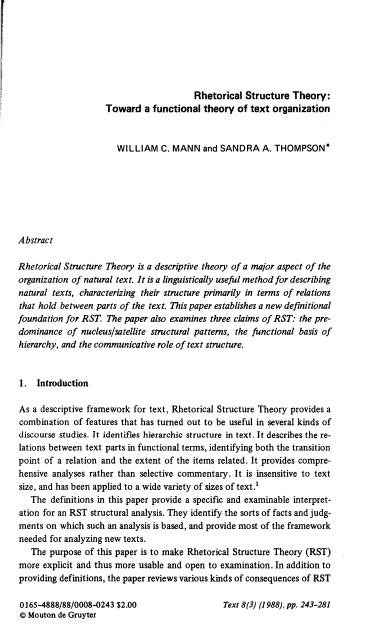 Rhetorical Structure Theory:
Toward a functional theory of text organization
WILLIAM C. MANN and SANDRA A. THOMPSON*
Abstract
Rhetorical Structure Theory is a descriptive theory of a major aspect of the
organization of natural text. It is a linguistically useful method for describing
natural texts, characterizing their structure primarily in terms of relations
that hold between parts of the text. This paper establishes a new definitional
foundation for RST. The paper also examines three claims of RST: the pre-
dominance of nucleus/satellite structural patterns, the functional basis of
hierarchy, and the communicative role of text structure.
1. Introduction
As a descriptive framework for text, Rhetorical Structure Theory provides a
combination of features that has turned out to be useful in several kinds of
discourse studies. It identifies hierarchic structure in text. It describes the re-
lations between text parts in functional terms, identifying both the transition
point of a relation and the extent of the items related. It provides compre-
hensive analyses rather than selective commentary. It is insensitive to text
size, and has been applied to a wide variety of sizes of text.1
The definitions in this paper provide a specific and examinable interpret-
ation for an RST structural analysis. They identify the sorts of facts and judg-
ments on which such an analysis is based, and provide most of the framework
needed for analyzing new texts.
The purpose of this paper is to make Rhetorical Structure Theory (RST)
more explicit and thus more usable and open to examination. In addition to
providing definitions, the paper reviews various kinds of consequences of RST
0165-4888/88/0008-0243 $2.00
© Mouton de Gruyter
Text 8(3) (1988), pp. 243-281